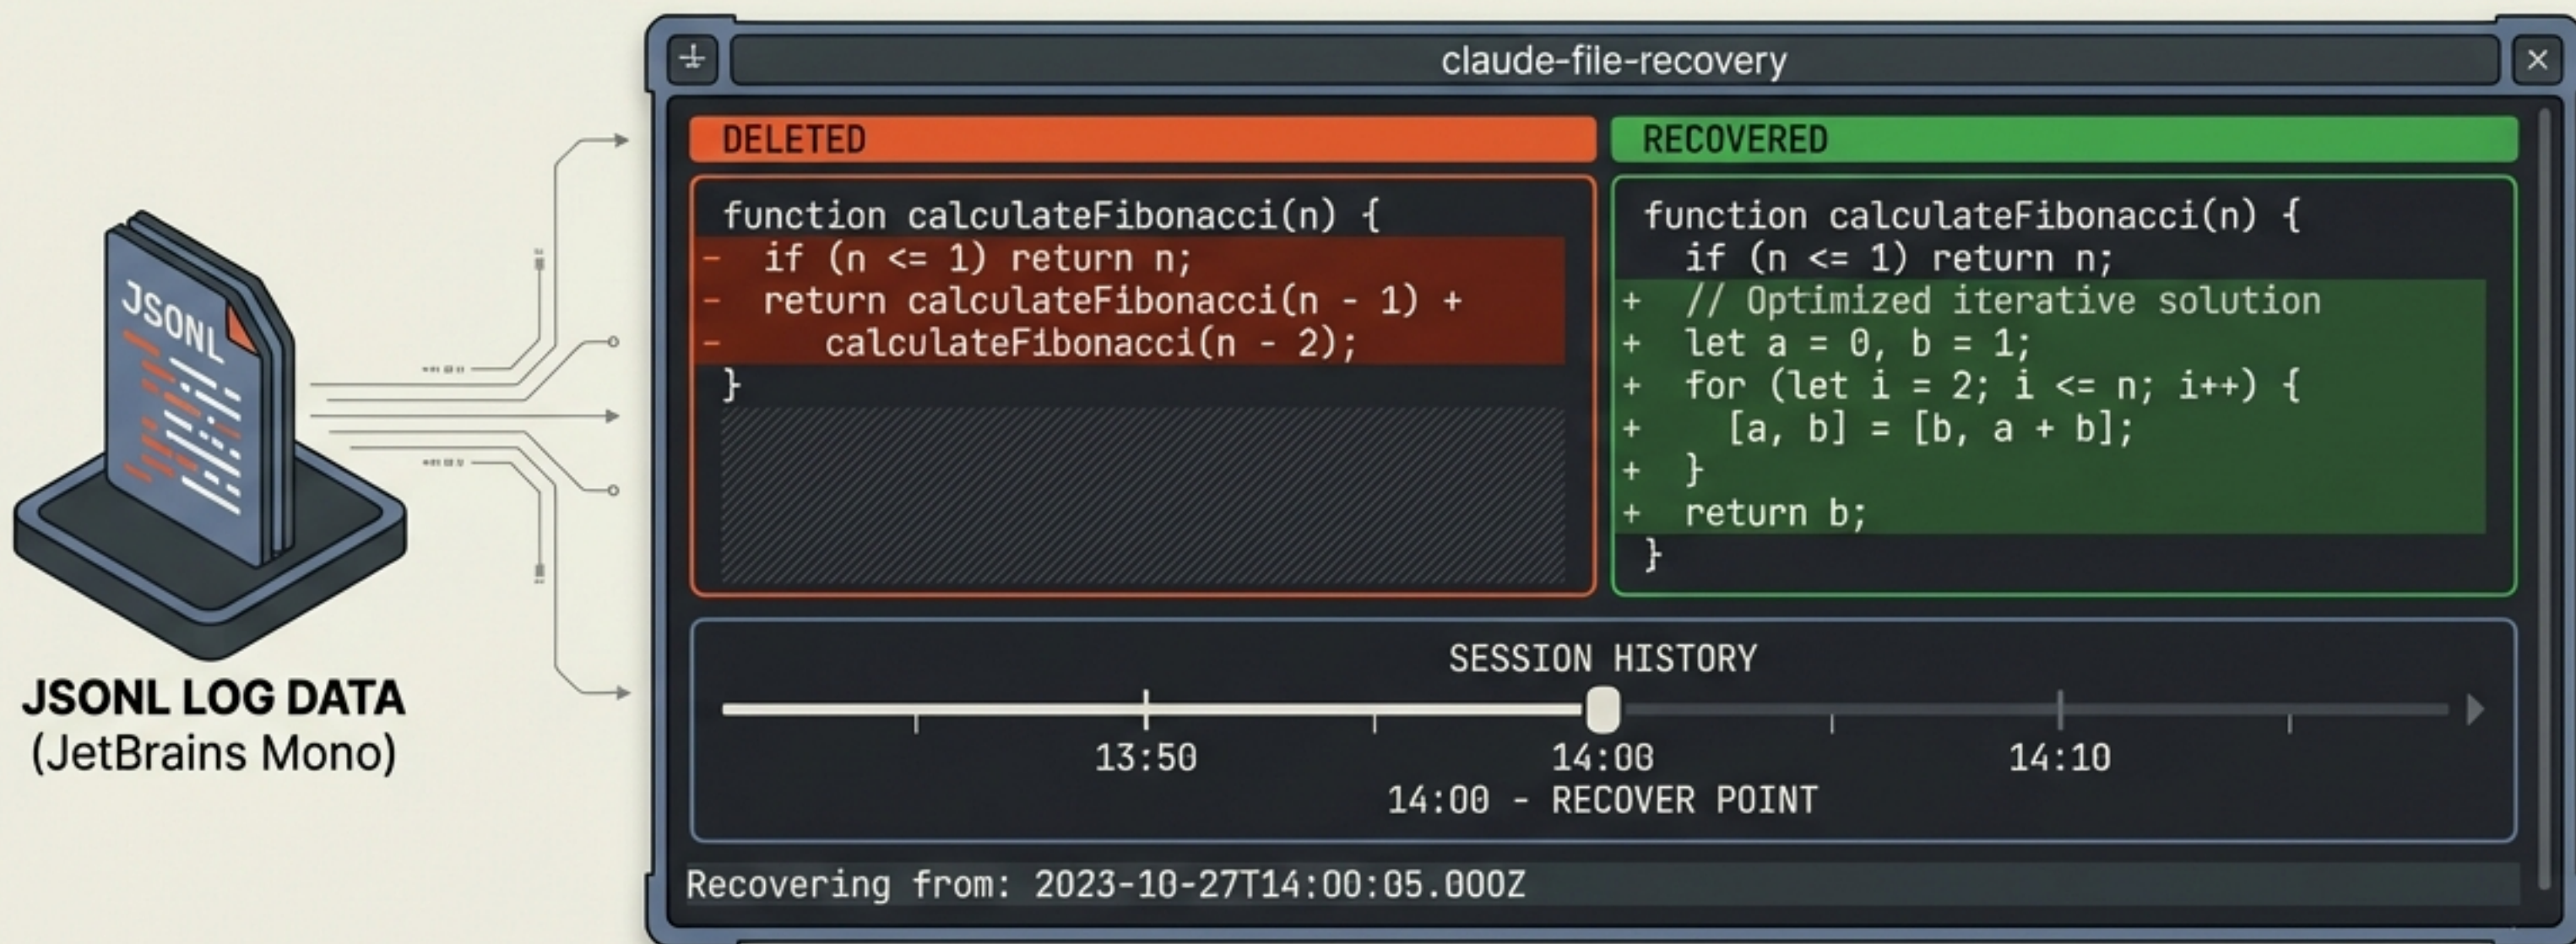 claude-file-recovery
DELETED
function calculateFibonacci(n) {
-  if (n <= 1) return n;
-  return calculateFibonacci(n - 1) +
-     calculateFibonacci(n - 2);
}
RECOVERED
function calculateFibonacci(n) {
  if (n <= 1) return n;
+  // Optimized iterative solution
+  let a = 0, b = 1;
+  for (let i = 2; i <= n; i++) {
+    [a, b] = [b, a + b];
+  }
+  return b;
}
JSONL
JSONL LOG DATA
(JetBrains Mono)
SESSION HISTORY
13:50
14:00
14:10
14:00 - RECOVER POINT
Recovering from: 2023-10-27T14:00:05.000Z